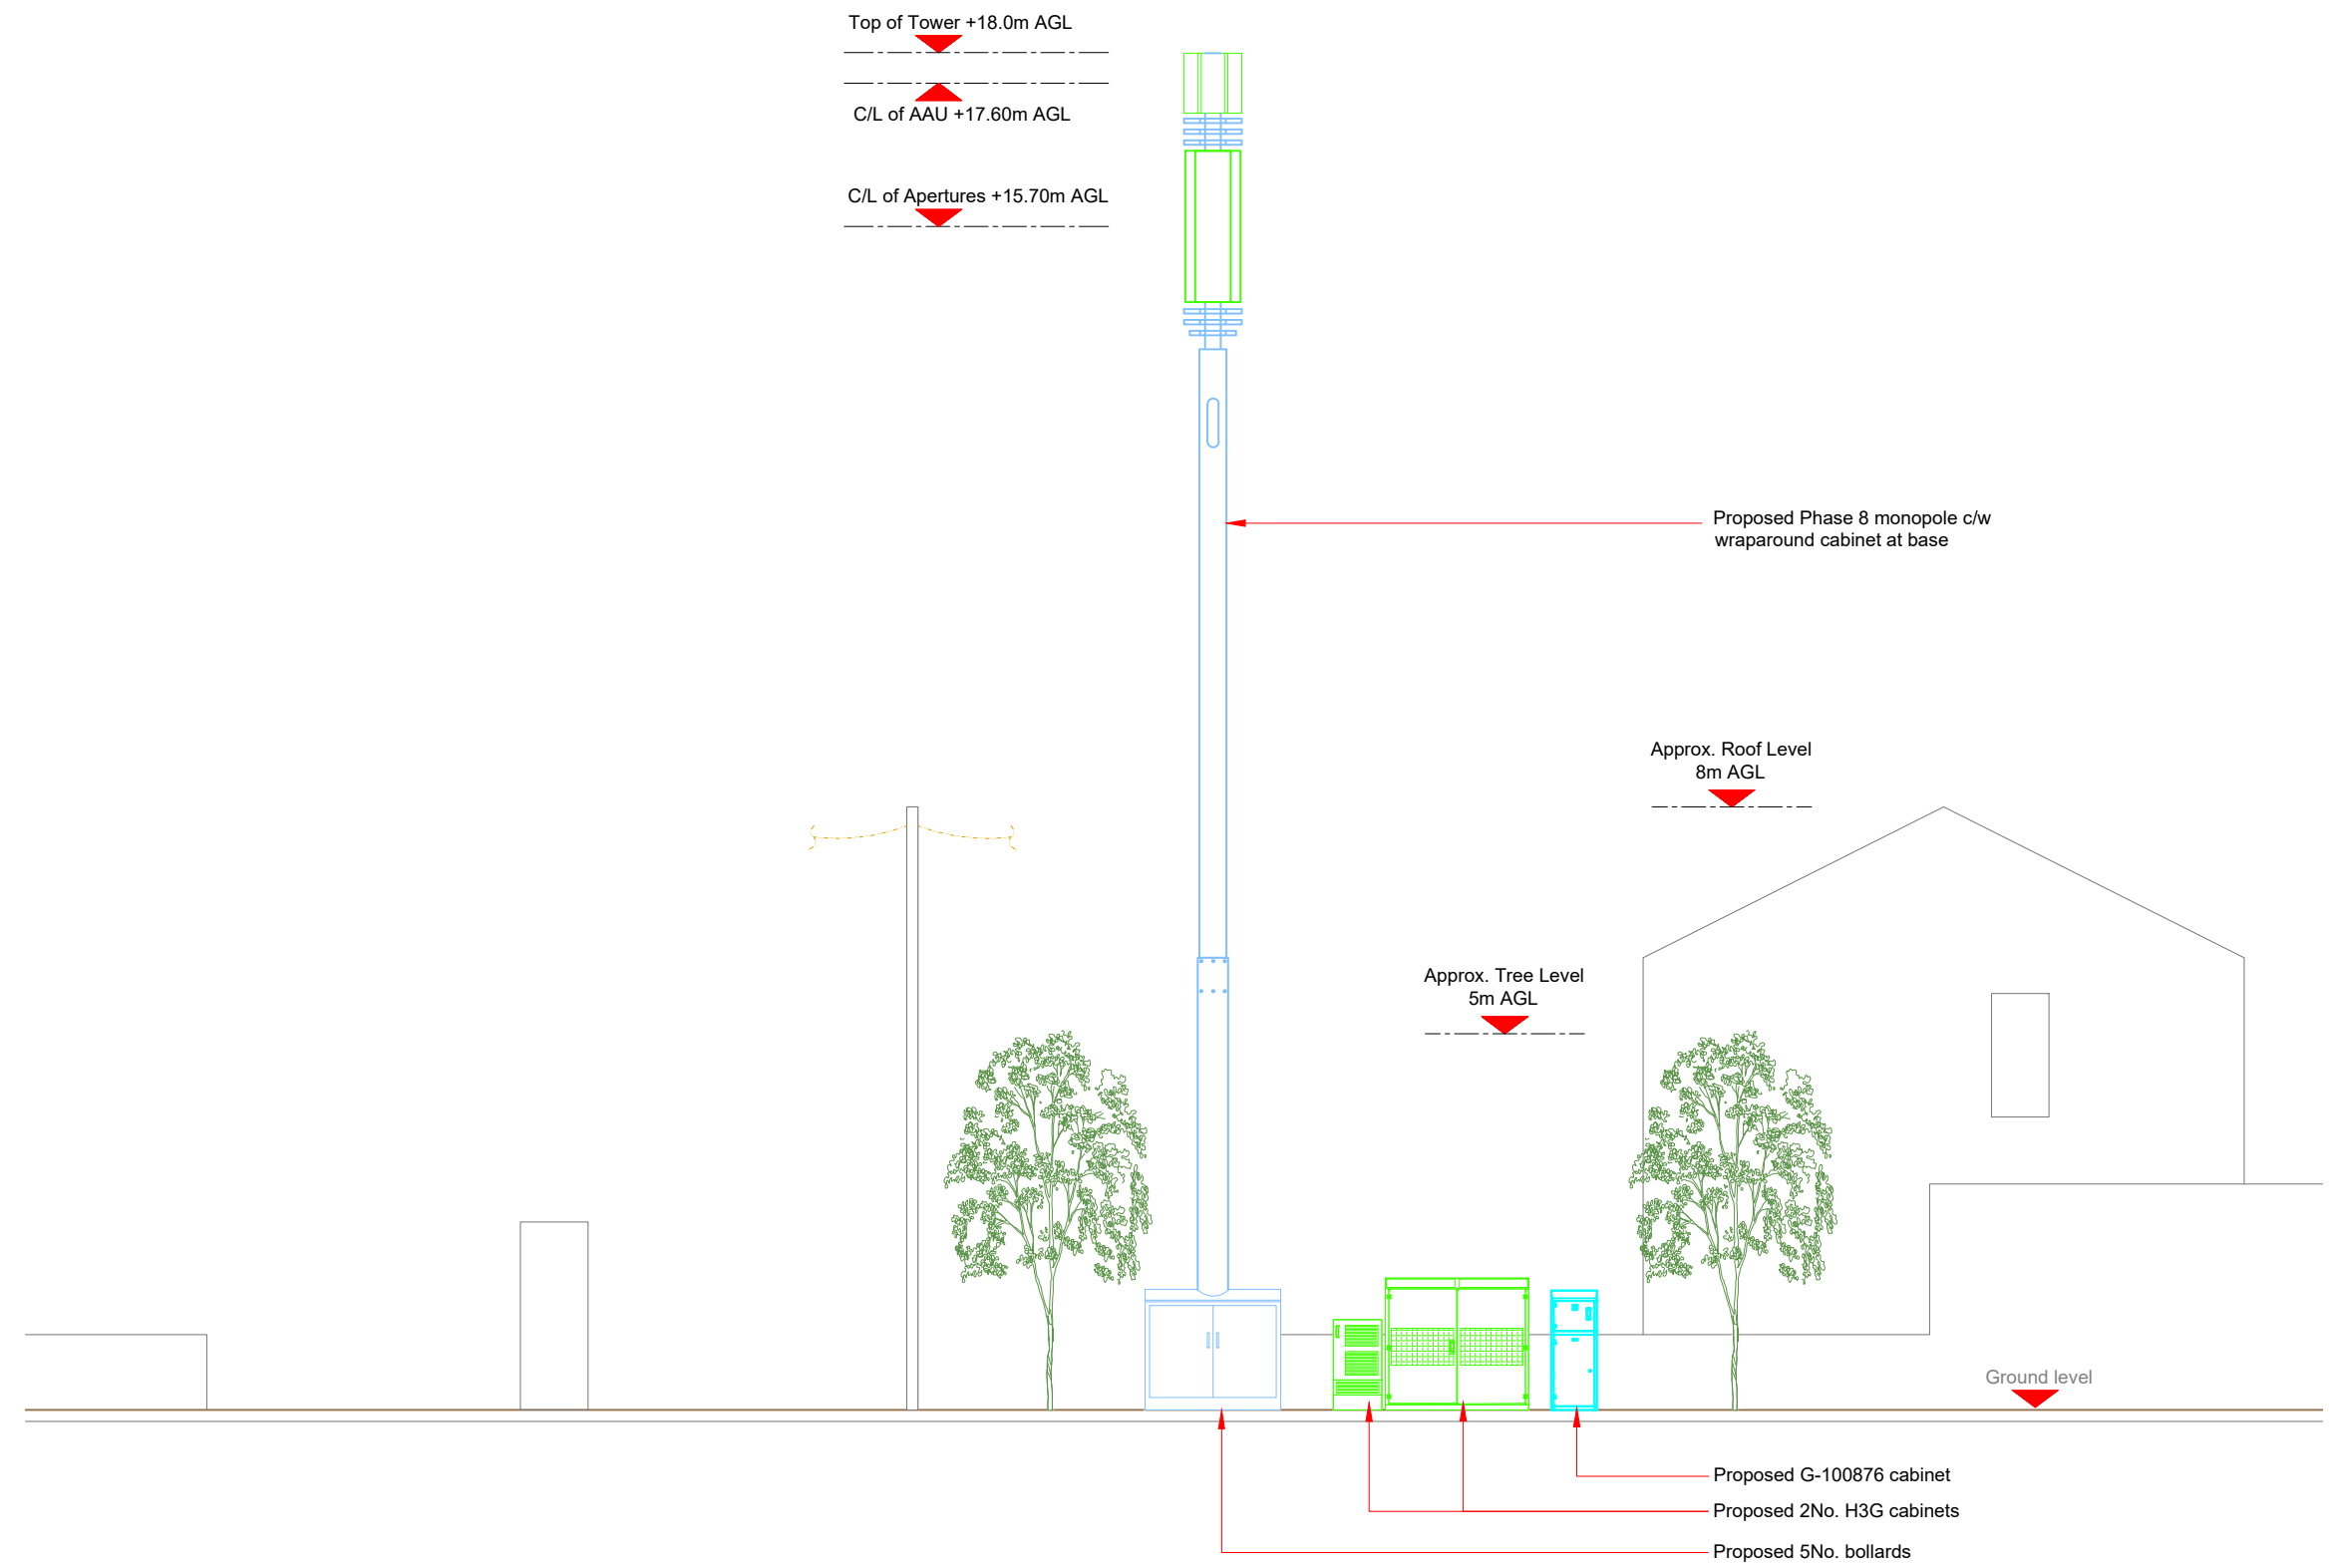 Top of Tower +18.0m AGL
C/L of AAU +17.60m AGL
C/L of Apertures +15.70m AGL
Proposed Phase 8 monopole c/w
wraparound cabinet at base
Approx. Roof Level
8m AGL
Approx. Tree Level
5m AGL
Ground level
Proposed G-100876 cabinet
Proposed 2No. H3G cabinets
Proposed 5No. bollards